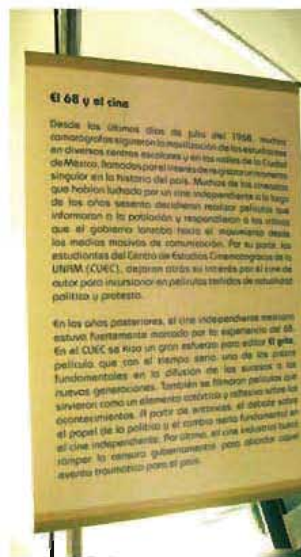 El 68 y el cine
Desde los últimos días de julio del 1968, muchos
camarógrafos siguieron la movilización de los estudiantes
en diversos centros escolares y en las calles de la Ciudad
de México, llamados por el interés de registrar un momento
singular en la historia del país. Muchos de los cineastas
que habían luchado por un cine independiente a lo largo
de los años sesenta decidieron realizar películas que
informaran a la población y respondieran a los ataques
que el gobierno lanzaba hacia el movimiento desde
los medios masivos de comunicación. Por su parte, los
estudiantes del Centro de Estudios Cinematográficos de la
UNAM (CUEC), dejaron atrás su interés por el cine de
autor para incursionar en películas teñidas de actualidad
política y protesta.
En los años posteriores, el cine independiente mexicano
estuvo fuertemente marcado por la experiencia del 68.
En el CUEC se hizo un gran esfuerzo para editar El grito,
película que con el tiempo sería una de las piezas
fundamentales en la difusión de los sucesos a las
nuevas generaciones. También se filmaron películas que
sirvieron como un elemento catártico y reflexivo sobre los
acontecimientos. A partir de entonces, el debate sobre
el papel de la política y el cambio sería fundamental en
el cine independiente. Por último, el cine industrial buscó
romper la censura gubernamental para abordar aquel
evento traumático para el país.